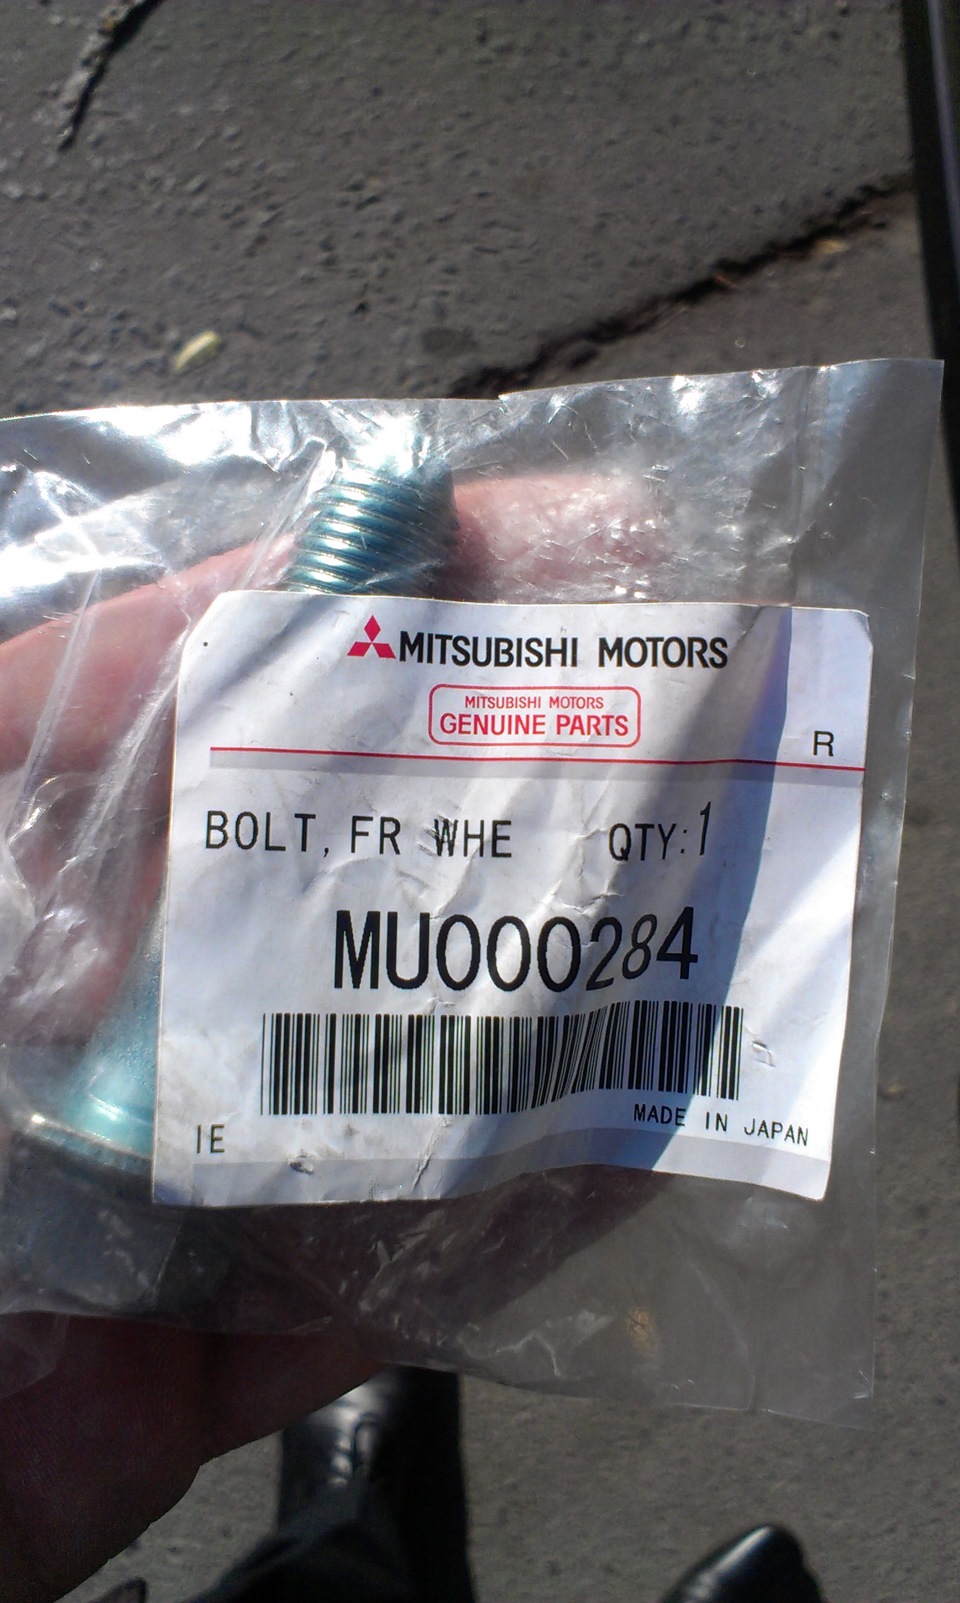 MITSUBISHI MOTORS
MITSUBISHI MOTORS
GENUINE PARTS
R
BOLT, FR WHE QTY:1
MU000284
MADE IN JAPAN
IE